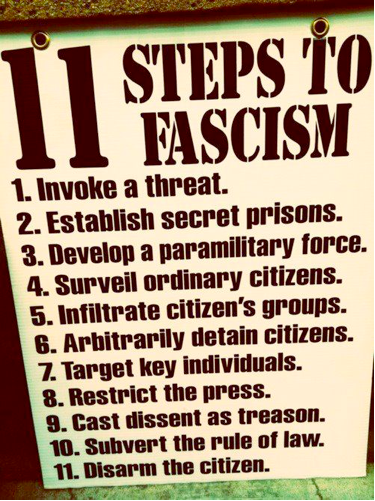 11 STEPS TO
FASCISM
1. Invoke a threat.
2. Establish secret prisons.
3. Develop a paramilitary force.
4. Surveil ordinary citizens.
5. Infiltrate citizen's groups.
6. Arbitrarily detain citizens.
7. Target key individuals.
8. Restrict the press.
9. Cast dissent as treason.
10. Subvert the rule of law.
11. Disarm the citizen.